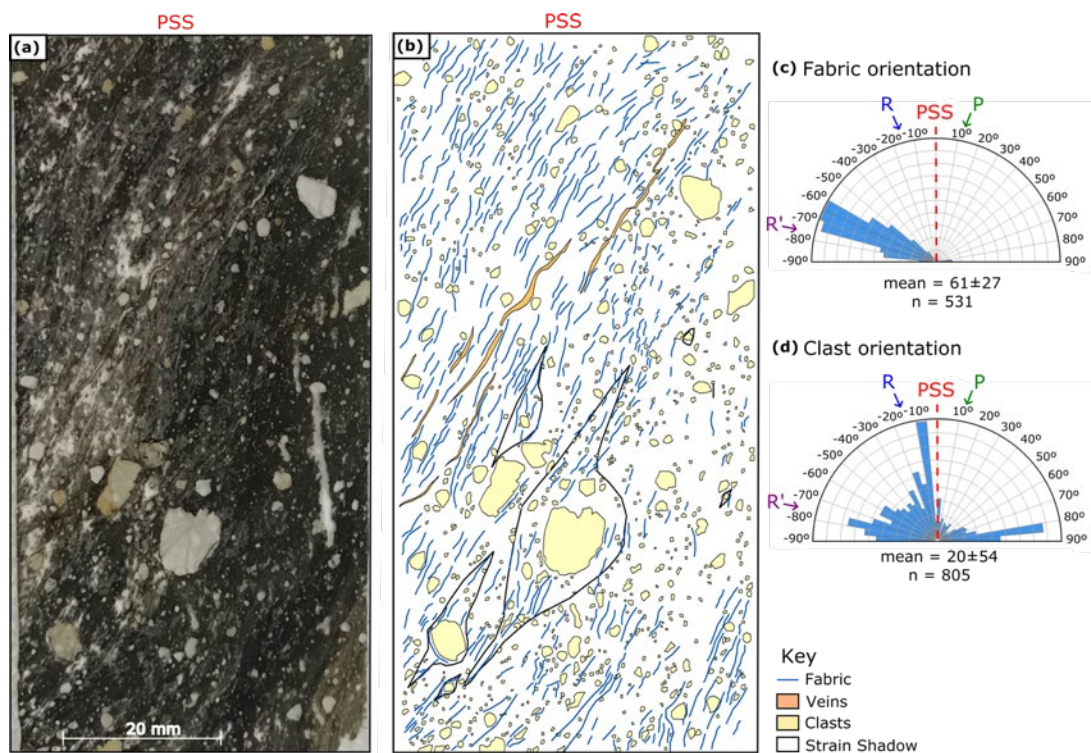 PSS
(a)
20 mm
PSS
(b)
(c) Fabric orientation
R
PSS
P
-20º
-10º
10º
20º
-30º
30º
-40º
40º
-50º
50º
-60º
60º
-70º
70º
R'
-80º
80º
-90º
90º
mean = 61±27
n = 531
(d) Clast orientation
R
PSS
P
-20º
-10º
10º
20º
-30º
30º
-40º
40º
-50º
50º
-60º
60º
-70º
70º
R'
-80º
80º
-90º
90º
mean = 20±54
n = 805
Key
Fabric
Veins
Clasts
Strain Shadow